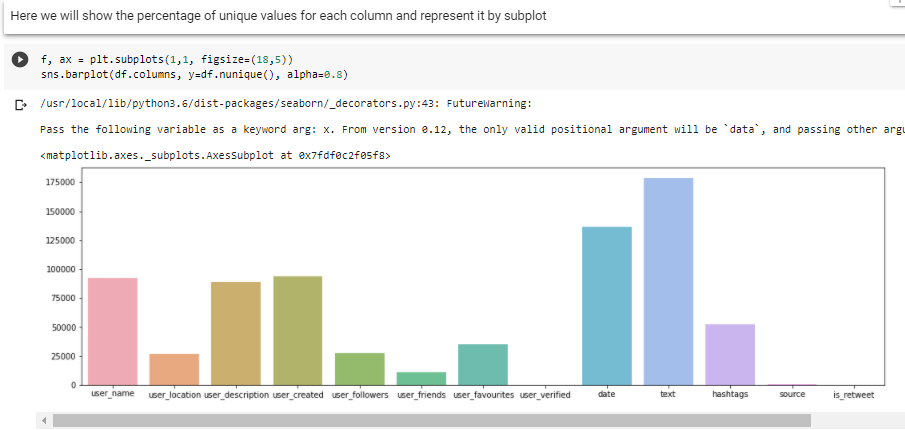 Here we will show the percentage of unique values for each column and represent it by subplot
f, ax = plt.subplots(1,1, figsize=(18,5))
sns.barplot(df.columns, y=df.nunique(), alpha=0.8)
/usr/local/lib/python3.6/dist-packages/seaborn/_decorators.py:43: FutureWarning:
Pass the following variable as a keyword arg: x. From version 0.12, the only valid positional argument will be `data`, and passing other argu
<matplotlib.axes._subplots.AxesSubplot at 0x7fdf0c2f05f8>
175000
150000
125000
100000
75000
50000
25000
0
user_name user_location user_description user_created user_followers user_friends user_favourites user_verified date text hashtags source is_retweet